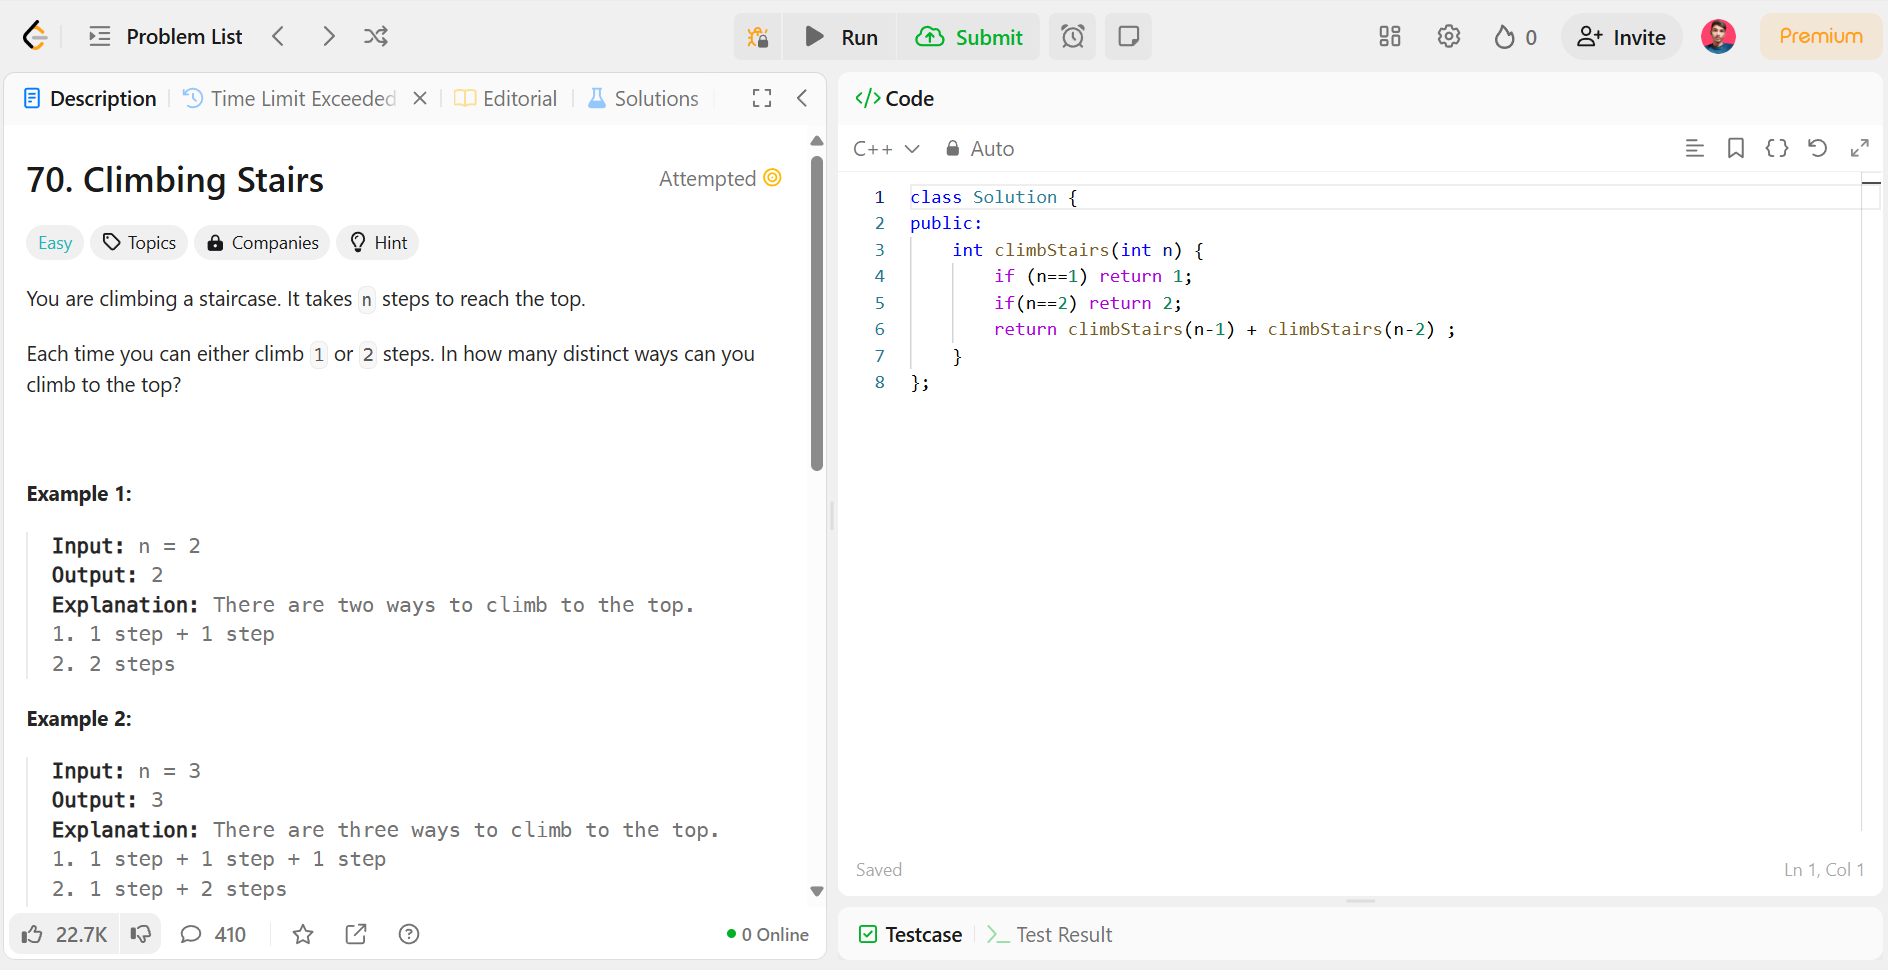 Problem List
Run
Submit
0
Invite
Premium
Description
Time Limit Exceeded
Editorial
Solutions
70. Climbing Stairs
Attempted
Easy
Topics
Companies
Hint
You are climbing a staircase. It takes n steps to reach the top.
Each time you can either climb 1 or 2 steps. In how many distinct ways can you
climb to the top?
Example 1:
Input: n = 2
Output: 2
Explanation: There are two ways to climb to the top.
1. 1 step + 1 step
2. 2 steps
Example 2:
Input: n = 3
Output: 3
Explanation: There are three ways to climb to the top.
1. 1 step + 1 step + 1 step
2. 1 step + 2 steps
22.7K
410
0 Online
</> Code
C++
Auto
1 class Solution {
2 public:
3     int climbStairs(int n) {
4         if (n==1) return 1;
5         if(n==2) return 2;
6         return climbStairs(n-1) + climbStairs(n-2) ;
7     }
8 };
Saved
Ln 1, Col 1
Testcase
Test Result